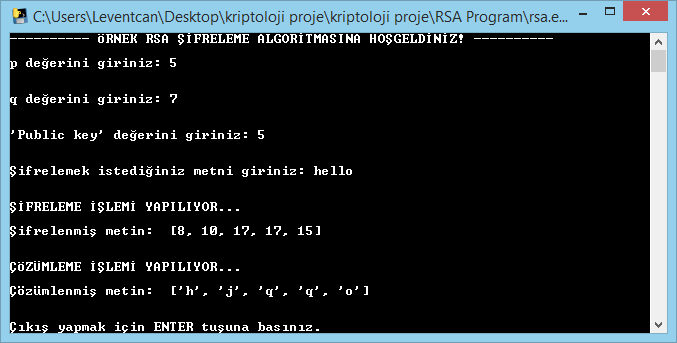 C:\Users\Leventcan\Desktop\kriptoloji proje\kriptoloji proje\RSA Program\rsa.e...
---------- ÖRNEK RSA ŞİFRELEME ALGORİTMASINA HOŞGELDİNİZ! ----------
p değerini giriniz: 5
q değerini giriniz: 7
'Public key' değerini giriniz: 5
Şifrelemek istediğiniz metni giriniz: hello
ŞİFRELEME İŞLEMİ YAPILIYOR...
Şifrelenmiş metin:  [8, 10, 17, 17, 15]
ÇÖZÜMLEME İŞLEMİ YAPILIYOR...
Çözümlenmiş metin:  ['h', 'j', 'q', 'q', 'o']
Çıkış yapmak için ENTER tuşuna basınız.